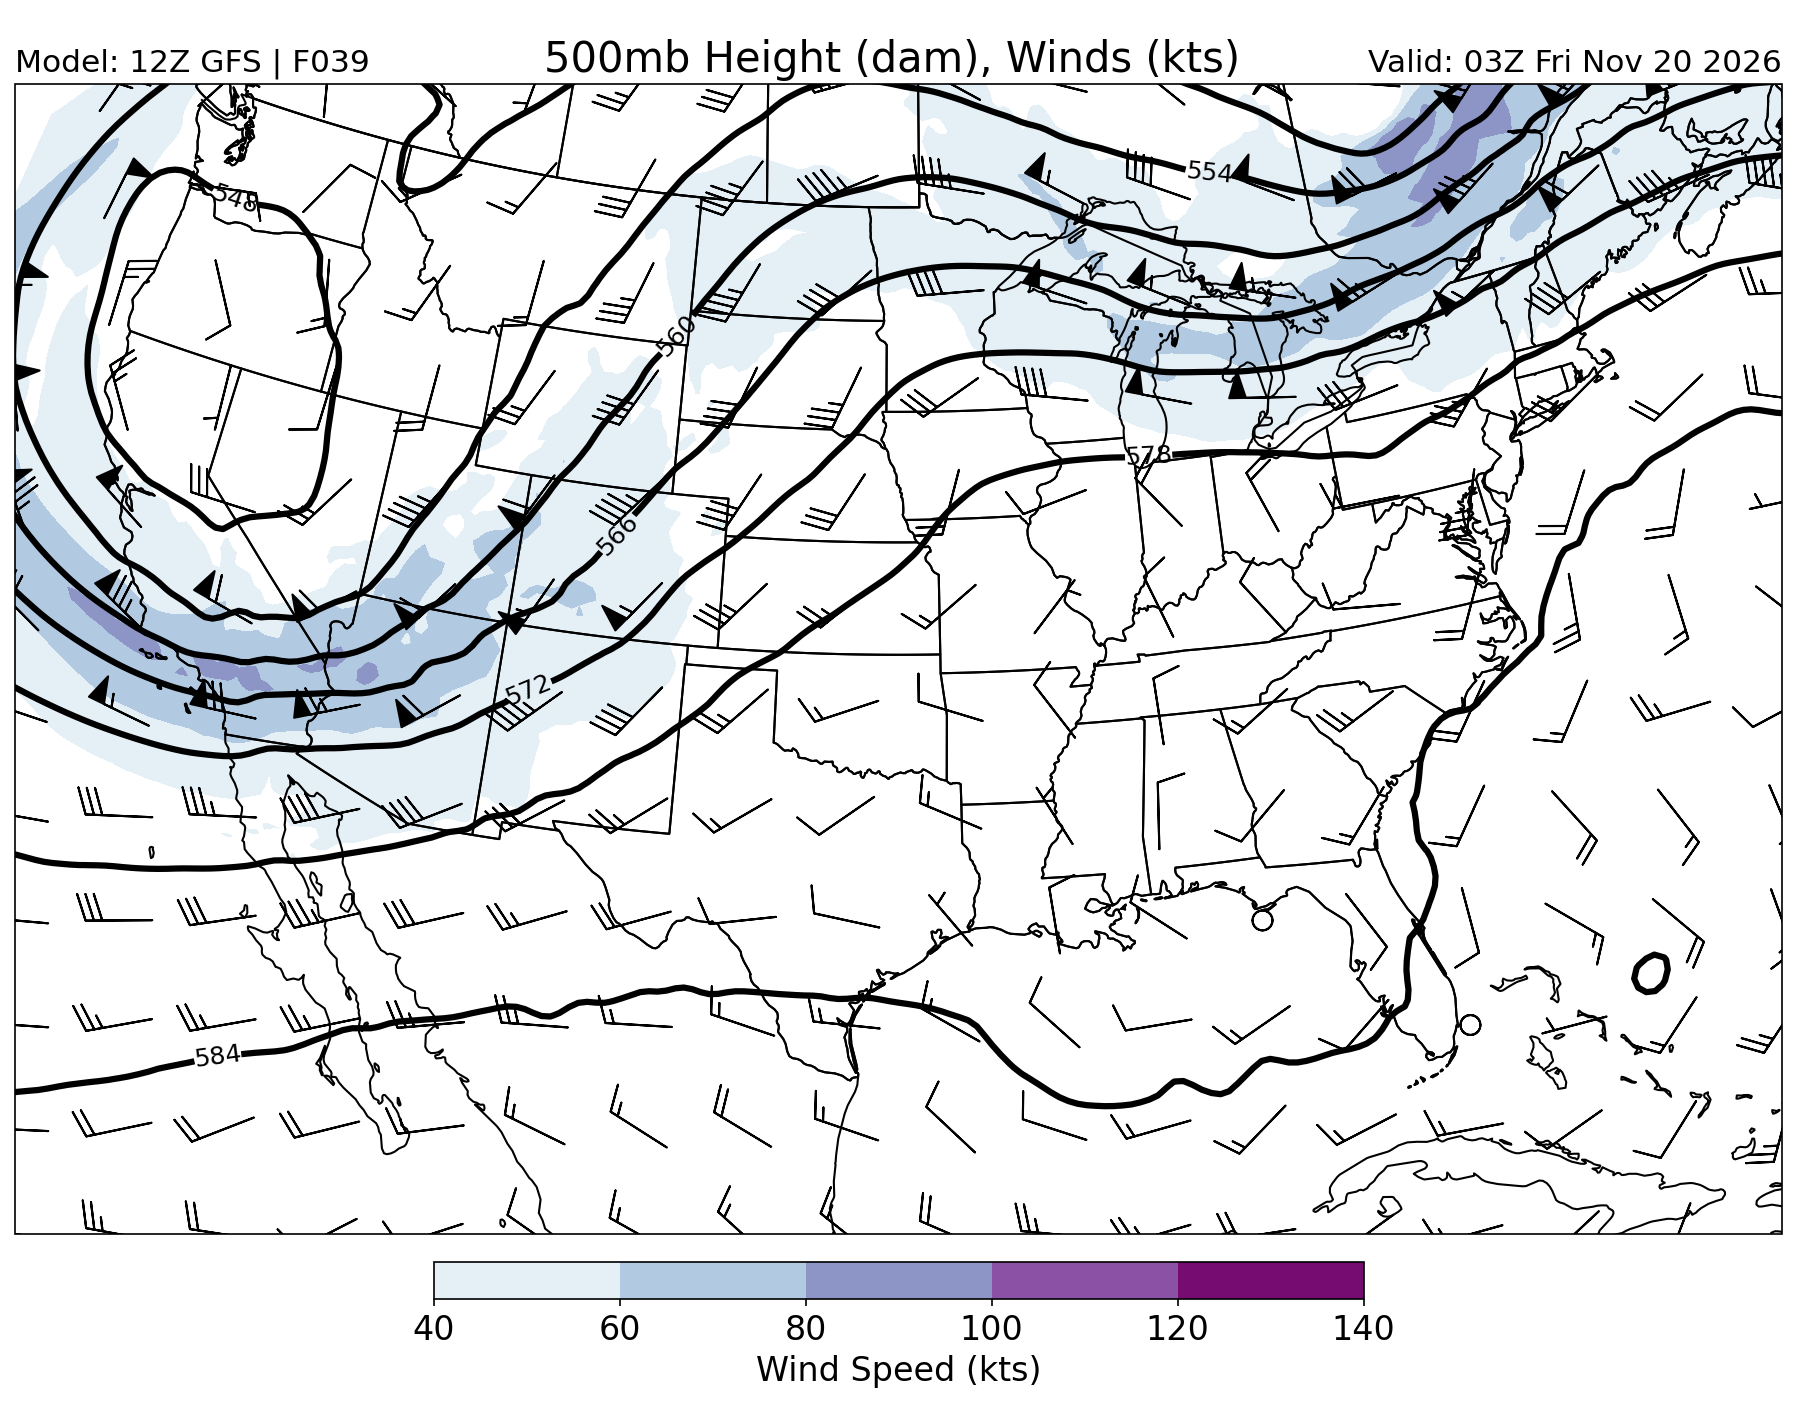 500mb Height (dam), Winds (kts)
Model: 12Z GFS | F039
Valid: 03Z Fri Nov 20 2026
554
548
560
578
566
572
584
40 60 80 100 120 140
Wind Speed (kts)